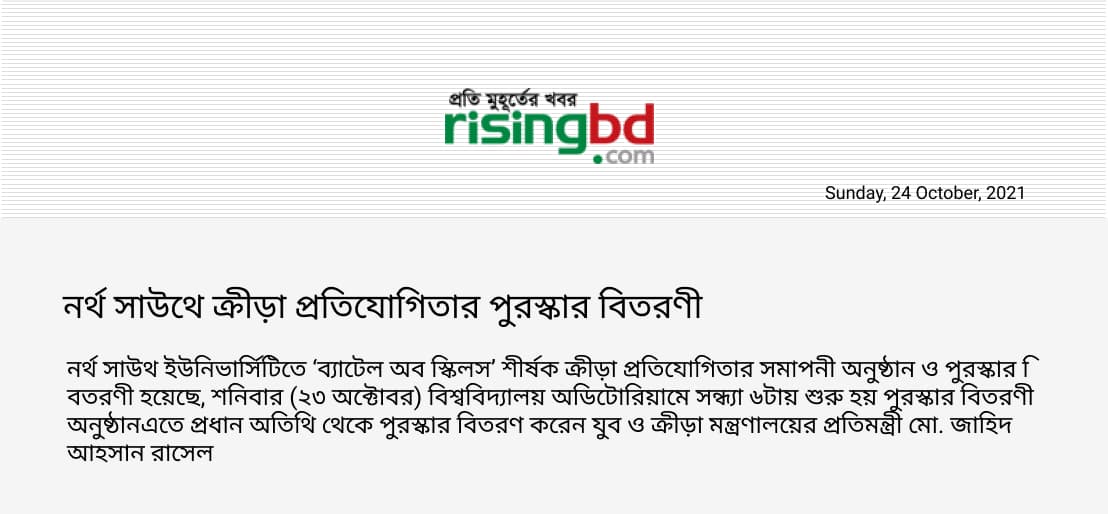 প্রতি মুহূর্তের খবর
risingbd
.com
Sunday, 24 October, 2021
নর্থ সাউথে ক্রীড়া প্রতিযোগিতার পুরস্কার বিতরণী
নর্থ সাউথ ইউনিভার্সিটিতে ‘ব্যাটেল অব স্কিলস’ শীর্ষক ক্রীড়া প্রতিযোগিতার সমাপনী অনুষ্ঠান ও পুরস্কার ি
বতরণী হয়েছে, শনিবার (২৩ অক্টোবর) বিশ্ববিদ্যালয় অডিটোরিয়ামে সন্ধ্যা ৬টায় শুরু হয় পুরস্কার বিতরণী
অনুষ্ঠানএতে প্রধান অতিথি থেকে পুরস্কার বিতরণ করেন যুব ও ক্রীড়া মন্ত্রণালয়ের প্রতিমন্ত্রী মো. জাহিদ
আহসান রাসেল